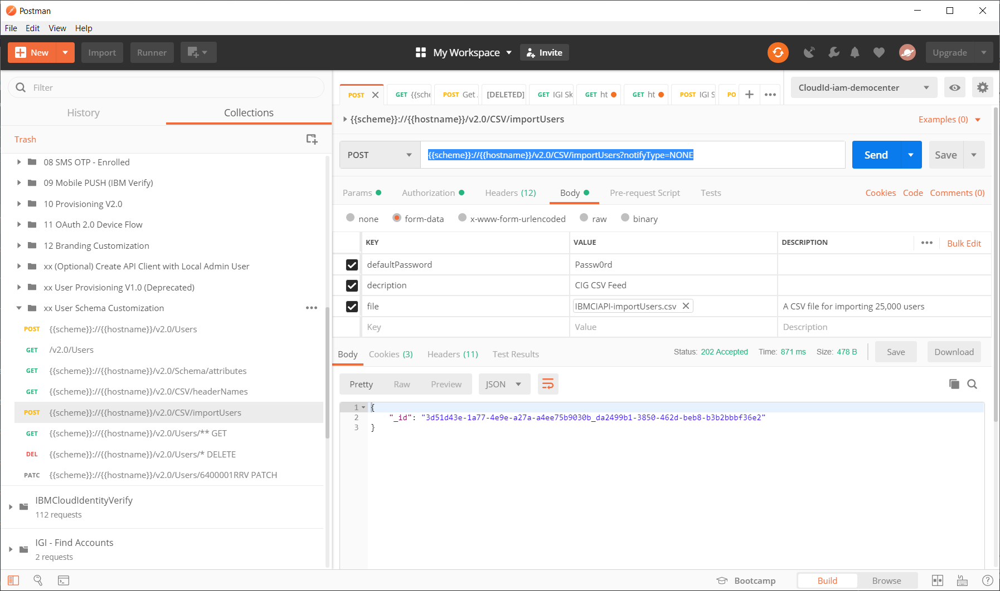 Postman
File Edit View Help
New Import Runner My Workspace Invite Upgrade
Filter
History Collections
Trash
08 SMS OTP - Enrolled
09 Mobile PUSH (IBM Verify)
10 Provisioning V2.0
11 OAuth 2.0 Device Flow
12 Branding Customization
xx (Optional) Create API Client with Local Admin User
xx User Provisioning V1.0 (Deprecated)
xx User Schema Customization
POST {{scheme}}://{{hostname}}/v2.0/Users
GET /v2.0/Users
GET {{scheme}}://{{hostname}}/v2.0/Schema/attributes
GET {{scheme}}://{{hostname}}/v2.0/CSV/headerNames
POST {{scheme}}://{{hostname}}/v2.0/CSV/importUsers
GET {{scheme}}://{{hostname}}/v2.0/Users/** GET
DEL {{scheme}}://{{hostname}}/v2.0/Users/* DELETE
PATC {{scheme}}://{{hostname}}/v2.0/Users/6400001RRV PATCH
IBMCloudIdentityVerify
112 requests
IGI - Find Accounts
2 requests
POST GET {{sche POST Get . [DELETED] GET IGI Sk GET ht GET ht POST IGI S PO
CloudId-iam-democenter
{{scheme}}://{{hostname}}/v2.0/CSV/importUsers Examples (0)
POST {{scheme}}://{{hostname}}/v2.0/CSV/importUsers?notifyType=NONE Send Save
Params Authorization Headers (12) Body Pre-request Script Tests Cookies Code Comments (0)
none form-data x-www-form-urlencoded raw binary
KEY VALUE DESCRIPTION Bulk Edit
defaultPassword Passw0rd
decription CIG CSV Feed
file IBMCIAPI-importUsers.csv A CSV file for importing 25,000 users
Key Value Description
Body Cookies (3) Headers (11) Test Results Status: 202 Accepted Time: 871 ms Size: 478 B Save Download
Pretty Raw Preview JSON
1 {
2 "_id": "3d51d43e-1a77-4e9e-a27a-a4ee75b9030b_da2499b1-3850-462d-beb8-b3b2bbbf36e2"
3 }
Bootcamp Build Browse